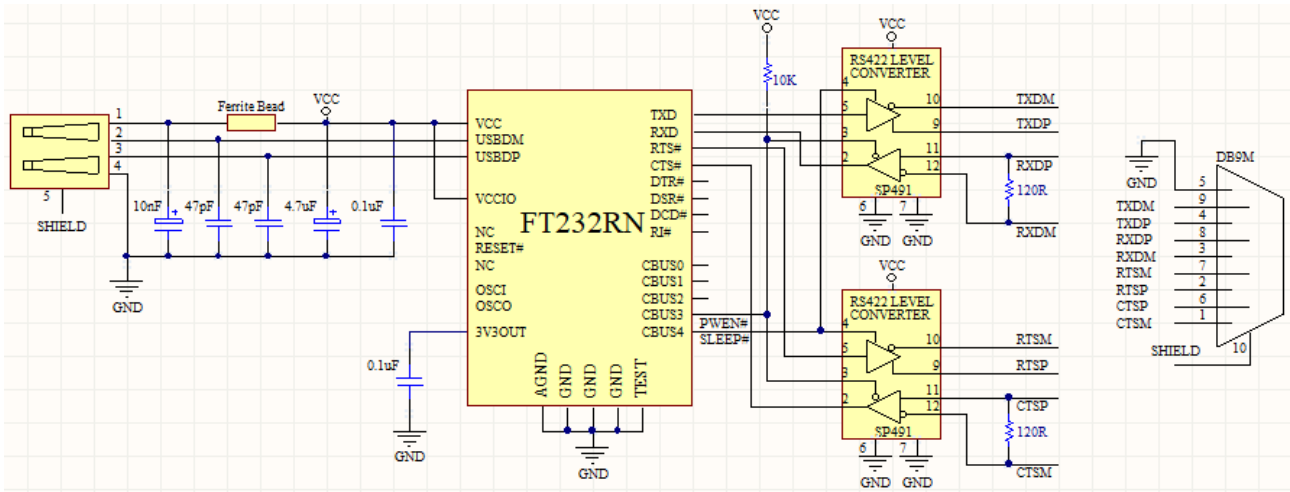 1
2
3
4
5
SHIELD
Ferrite Bead
VCC
10nF
+
47pF
47pF
4.7uF
+
0.1uF
GND
0.1uF
GND
VCC
USBDM
USBDP
VCCIO
NC
RESET#
NC
OSCI
OSCO
3V3OUT
FT232RN
TXD
RXD
RTS#
CTS#
DTR#
DSR#
DCD#
RI#
CBUS0
CBUS1
CBUS2
CBUS3
CBUS4
AGND
GND
GND
GND
TEST
GND
PWEN#
SLEEP#
VCC
10K
VCC
RS422 LEVEL
CONVERTER
4
5
3
2
10
9
11
12
SP491
6
7
GND
GND
TXDM
TXDP
RXDP
120R
RXDM
VCC
RS422 LEVEL
CONVERTER
4
5
3
2
10
9
11
12
SP491
6
7
GND
GND
RTSM
RTSP
CTSP
120R
CTSM
GND
DB9M
5
TXDM 9
TXDP 4
RXDP 8
RXDM 3
RTSM 7
RTSP 2
CTSP 6
CTSM 1
SHIELD 10